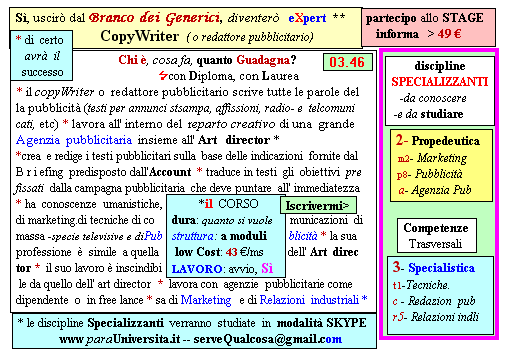 Sì, uscirò dal Branco dei Generici, diventerò eXpert **
CopyWriter ( o redattore pubblicitario)
partecipo allo STAGE
informa > 49 €
* di certo
avrà il
successo
Chi è, cosa fa, quanto Guadagna?
con Diploma, con Laurea
03.46
* il copyWriter o redattore pubblicitario scrive tutte le parole del
la pubblicità (testi per annunci stsampa, affissioni, radio- e telcomuni
cati, etc) * lavora all' interno del reparto creativo di una grande
Agenzia pubblicitaria insieme all' Art director *
*crea e redige i testi pubblicitari sulla base delle indicazioni fornite dal
B r i efing predisposto dall'Account * traduce in testi gli obiettivi pre
fissati dalla campagna pubblicitaria che deve puntare all' immediatezza
* ha conoscenze umanistiche,
di marketing.di tecniche di co
massa -specie televisive e diPub
professione è simile a quella
tor * il suo lavoro è inscindibi
*il CORSO
dura: quanto si vuole
struttura: a moduli
low Cost: 43 €/ms
LAVORO: avvio, Sì
Iscrivermi>
municazioni di
blicità * la sua
dell' Art direc
le da quello dell' art director * lavora con agenzie pubblicitarie come
dipendente o in free lance * sa di Marketing e di Relazioni industriali *
* le discipline Specializzanti verranno studiate in modalità SKYPE
www.paraUniversita.it -- serveQualcosa@gmail.com
discipline
SPECIALIZZANTI
-da conoscere
-e da studiare
2- Propedeutica
m2- Marketing
p8- Pubblicità
a- Agenzia Pub
Competenze
Trasversali
3- Specialistica
t1-Tecniche.
c - Redazion pub
r5- Relazioni indli